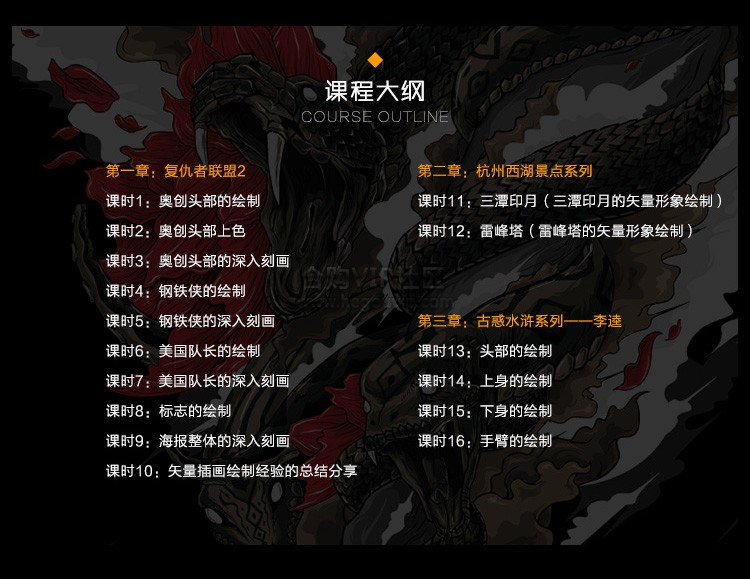 课程大纲
COURSE OUTLINE
第一章：复仇者联盟2
课时1：奥创头部的绘制
课时2：奥创头部上色
课时3：奥创头部的深入刻画
课时4：钢铁侠的绘制
课时5：钢铁侠的深入刻画
课时6：美国队长的绘制
课时7：美国队长的深入刻画
课时8：标志的绘制
课时9：海报整体的深入刻画
课时10：矢量插画绘制经验的总结分享
第二章：杭州西湖景点系列
课时11：三潭印月（三潭印月的矢量形象绘制）
课时12：雷峰塔（雷峰塔的矢量形象绘制）
第三章：古惑水浒系列——李逵
课时13：头部的绘制
课时14：上身的绘制
课时15：下身的绘制
课时16：手臂的绘制
合购VIP社区